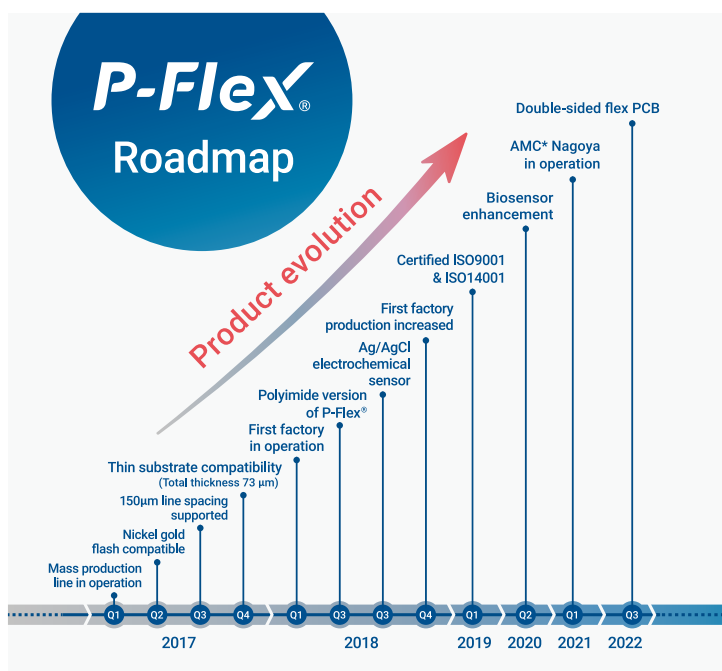 P-Flex®
Roadmap
Product evolution
Double-sided flex PCB
AMC* Nagoya
in operation
Biosensor
enhancement
Certified ISO9001
& ISO14001
First factory
production increased
Ag/AgCl
electrochemical
sensor
Polyimide version
of P-Flex®
First factory
in operation
Thin substrate compatibility
(Total thickness 73 μm)
150μm line spacing
supported
Nickel gold
flash compatible
Mass production
line in operation
Q1 Q2 Q3 Q4 Q1 Q3 Q3 Q4 Q1 Q2 Q1 Q3
2017 2018 2019 2020 2021 2022